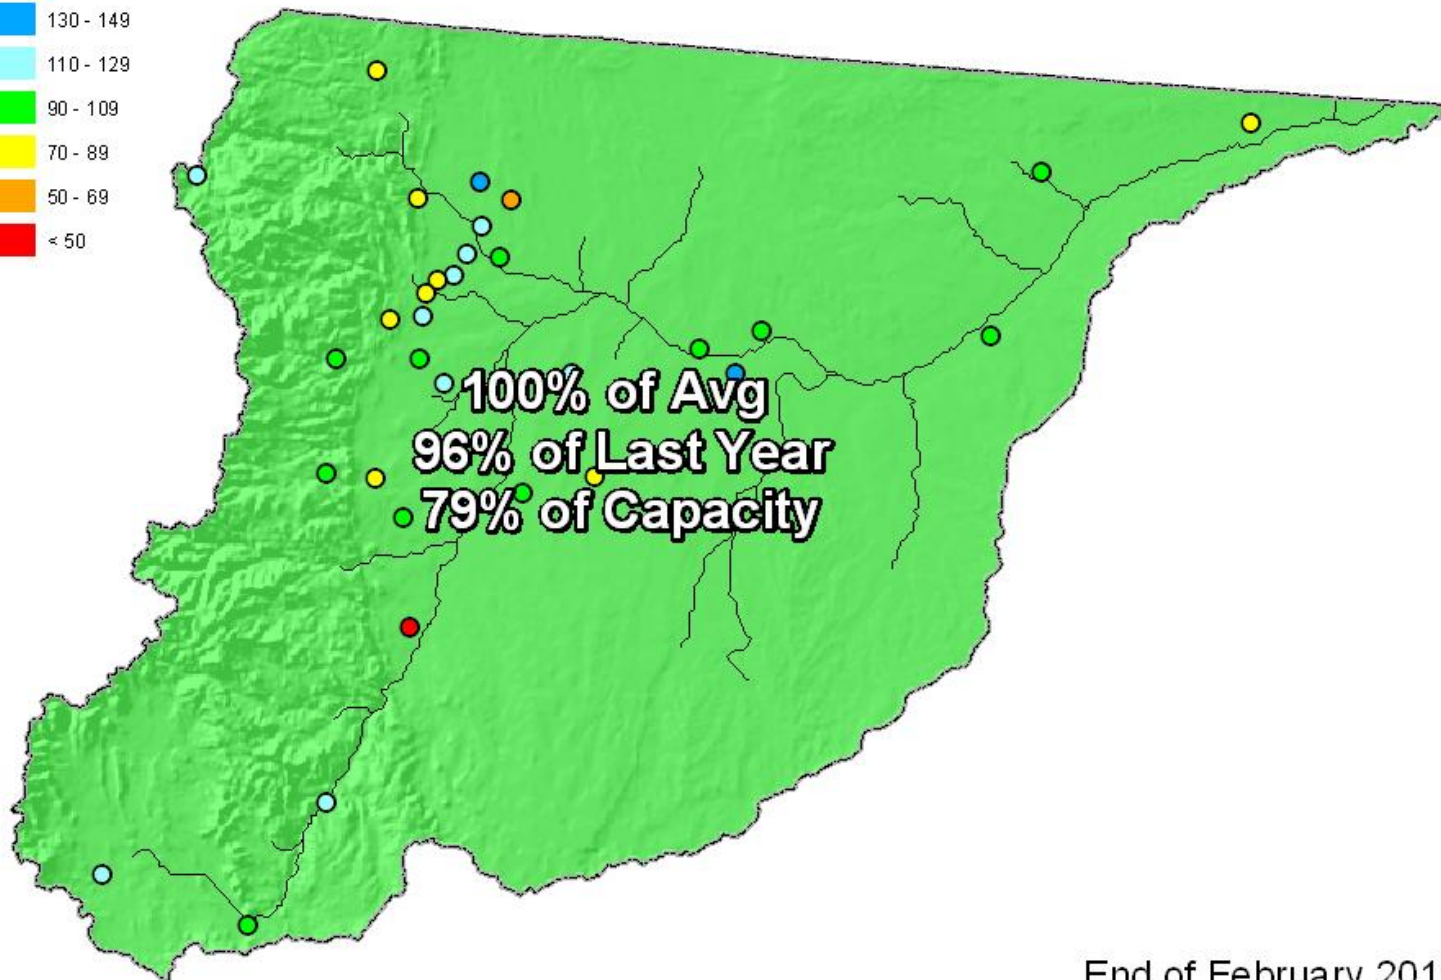 130 - 149
110 - 129
90 - 109
70 - 89
50 - 69
< 50
100% of Avg
96% of Last Year
79% of Capacity
End of February